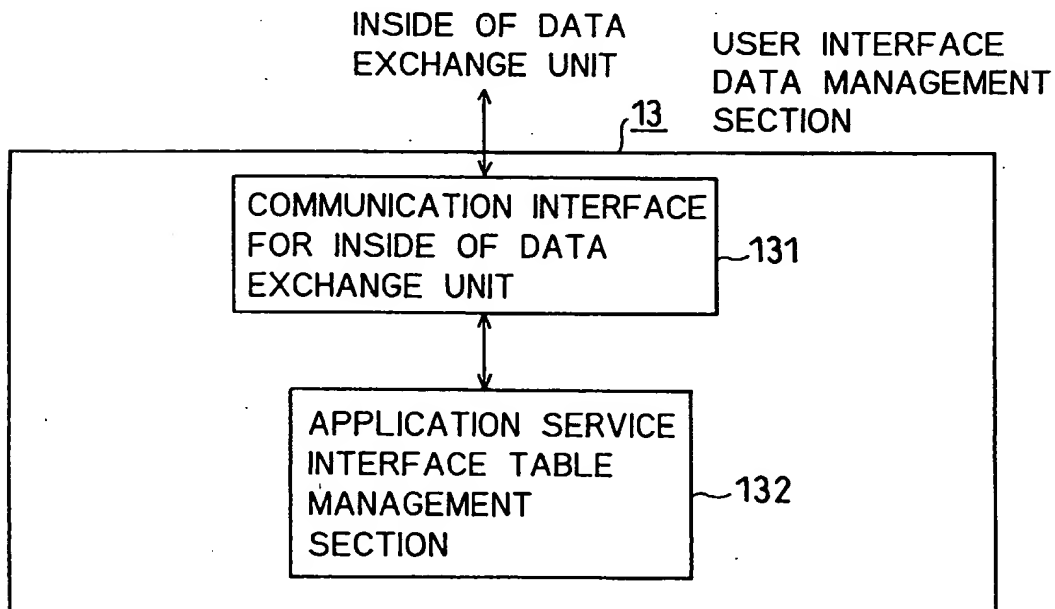 INSIDE OF DATA
EXCHANGE UNIT
USER INTERFACE
DATA MANAGEMENT
SECTION
13
COMMUNICATION INTERFACE
FOR INSIDE OF DATA
EXCHANGE UNIT
131
APPLICATION SERVICE
INTERFACE TABLE
MANAGEMENT
SECTION
132